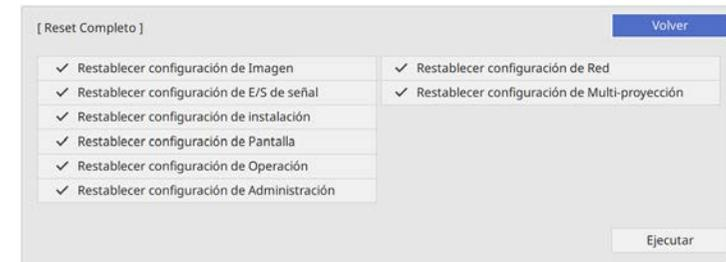 [ Reset Completo ]
Volver
Restablecer configuración de Imagen
Restablecer configuración de E/S de señal
Restablecer configuración de instalación
Restablecer configuración de Pantalla
Restablecer configuración de Operación
Restablecer configuración de Administración
Restablecer configuración de Red
Restablecer configuración de Multi-proyección
Ejecutar